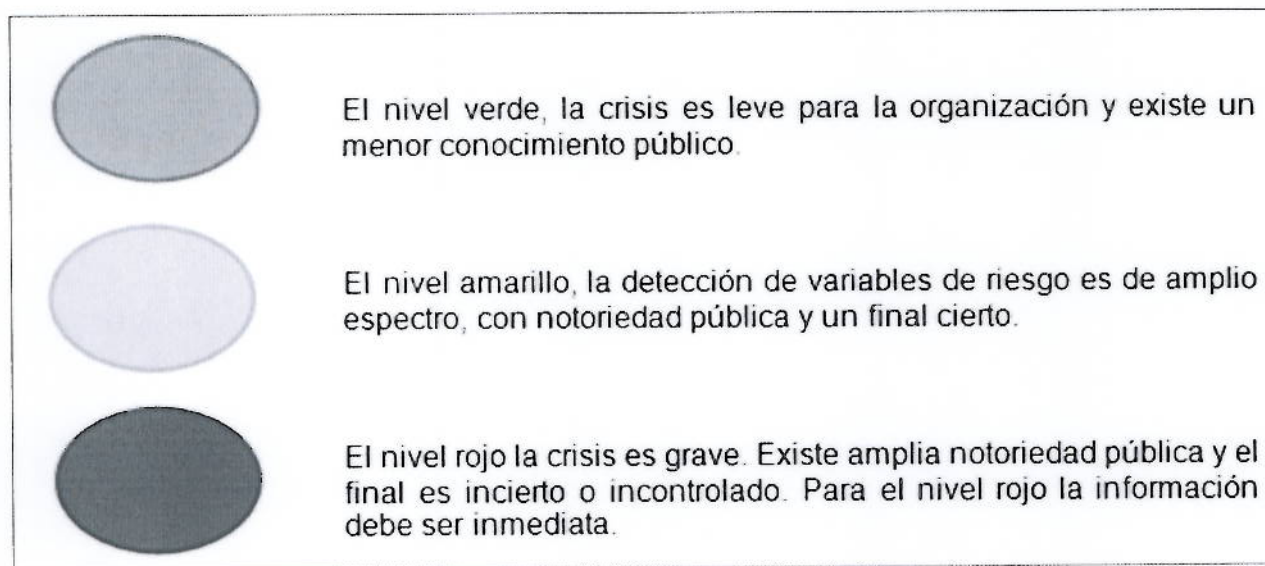 El nivel verde, la crisis es leve para la organización y existe un
menor conocimiento público.
El nivel amarillo, la detección de variables de riesgo es de amplio
espectro, con notoriedad pública y un final cierto.
El nivel rojo la crisis es grave. Existe amplia notoriedad pública y el
final es incierto o incontrolado. Para el nivel rojo la información
debe ser inmediata.